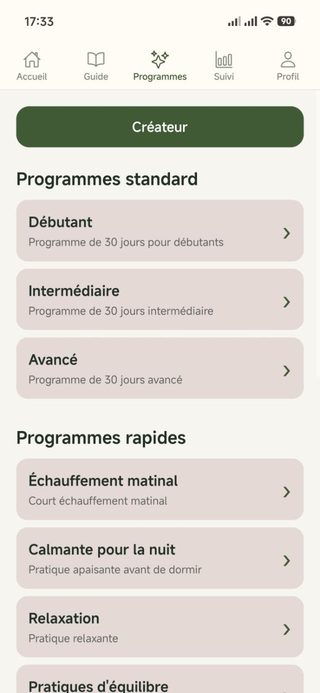 17:33
90
Accueil
Guide
Programmes
Suivi
Profil
Créateur
Programmes standard
Débutant
Programme de 30 jours pour débutants
Intermédiaire
Programme de 30 jours intermédiaire
Avancé
Programme de 30 jours avancé
Programmes rapides
Échauffement matinal
Court échauffement matinal
Calmante pour la nuit
Pratique apaisante avant de dormir
Relaxation
Pratique relaxante
Pratiques d'équilibre